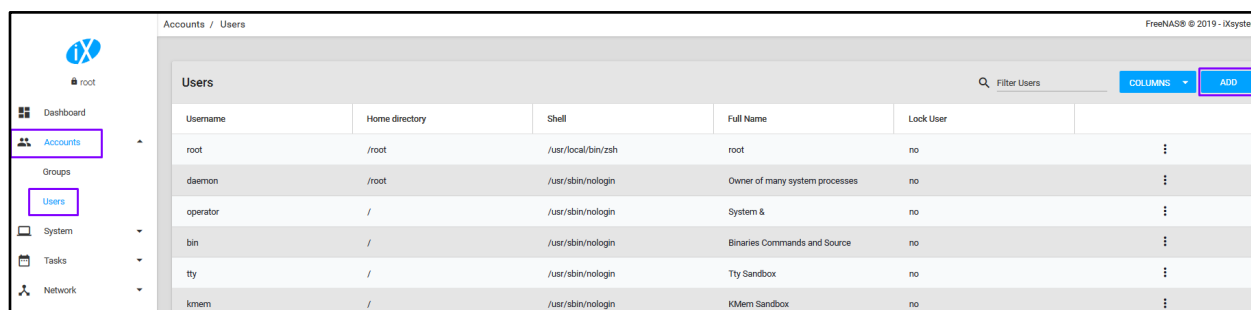 Accounts / Users
FreeNAS® © 2019 - iXsyste
iX
root
Users
Filter Users
COLUMNS
ADD
Dashboard
Accounts
Groups
Users
System
Tasks
Network
Username Home directory Shell Full Name Lock User
root /root /usr/local/bin/zsh root no
daemon /root /usr/sbin/nologin Owner of many system processes no
operator / /usr/sbin/nologin System & no
bin / /usr/sbin/nologin Binaries Commands and Source no
tty / /usr/sbin/nologin Tty Sandbox no
kmem / /usr/sbin/nologin KMem Sandbox no